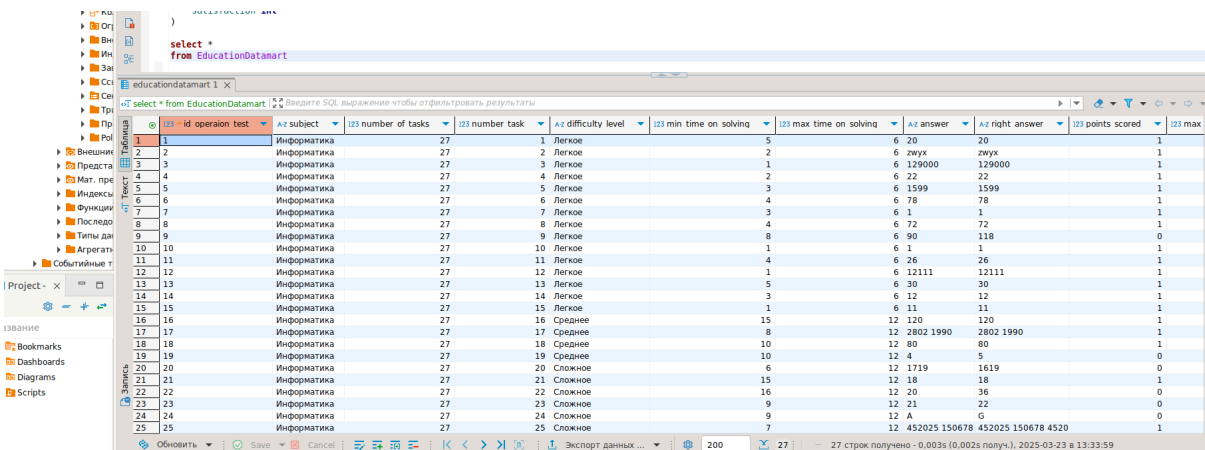 )
select *
from EducationDatamart
educationdatamart 1
select * from EducationDatamart Введите SQL выражение чтобы отфильтровать результаты
Таблица
Текст
Запись
123 id operaion test A-Z subject 123 number of tasks 123 number task A-Z difficulty level 123 min time on solving 123 max time on solving A-Z answer A-Z right answer 123 points scored 123 max
1 1 Информатика 27 1 Легкое 5 6 20 20 1
2 2 Информатика 27 2 Легкое 2 6 zwyx zwyx 1
3 3 Информатика 27 3 Легкое 1 6 129000 129000 1
4 4 Информатика 27 4 Легкое 2 6 22 22 1
5 5 Информатика 27 5 Легкое 3 6 1599 1599 1
6 6 Информатика 27 6 Легкое 4 6 78 78 1
7 7 Информатика 27 7 Легкое 3 6 1 1 1
8 8 Информатика 27 8 Легкое 4 6 72 72 1
9 9 Информатика 27 9 Легкое 8 6 90 118 0
10 10 Информатика 27 10 Легкое 1 6 1 1 1
11 11 Информатика 27 11 Легкое 4 6 26 26 1
12 12 Информатика 27 12 Легкое 1 6 12111 12111 1
13 13 Информатика 27 13 Легкое 5 6 30 30 1
14 14 Информатика 27 14 Легкое 3 6 12 12 1
15 15 Информатика 27 15 Легкое 1 6 11 11 1
16 16 Информатика 27 16 Среднее 15 12 120 120 1
17 17 Информатика 27 17 Среднее 8 12 2802 1990 2802 1990 1
18 18 Информатика 27 18 Среднее 10 12 80 80 1
19 19 Информатика 27 19 Среднее 10 12 4 5 0
20 20 Информатика 27 20 Сложное 6 12 1719 1619 0
21 21 Информатика 27 21 Сложное 15 12 18 18 1
22 22 Информатика 27 22 Сложное 16 12 20 36 0
23 23 Информатика 27 23 Сложное 9 12 21 22 0
24 24 Информатика 27 24 Сложное 9 12 A G 0
25 25 Информатика 27 25 Сложное 7 12 452025 150678 452025 150678 4520 1
Обновить Save Cancel Экспорт данных ... 200 27 27 строк получено - 0,003s (0,002s получ.), 2025-03-23 в 13:33:59
Внешние
Предста
Мат. пре
Индексы
Функции
Последо
Типы да
Агрегатн
Событийные т
Project -
Bookmarks
Dashboards
Diagrams
Scripts